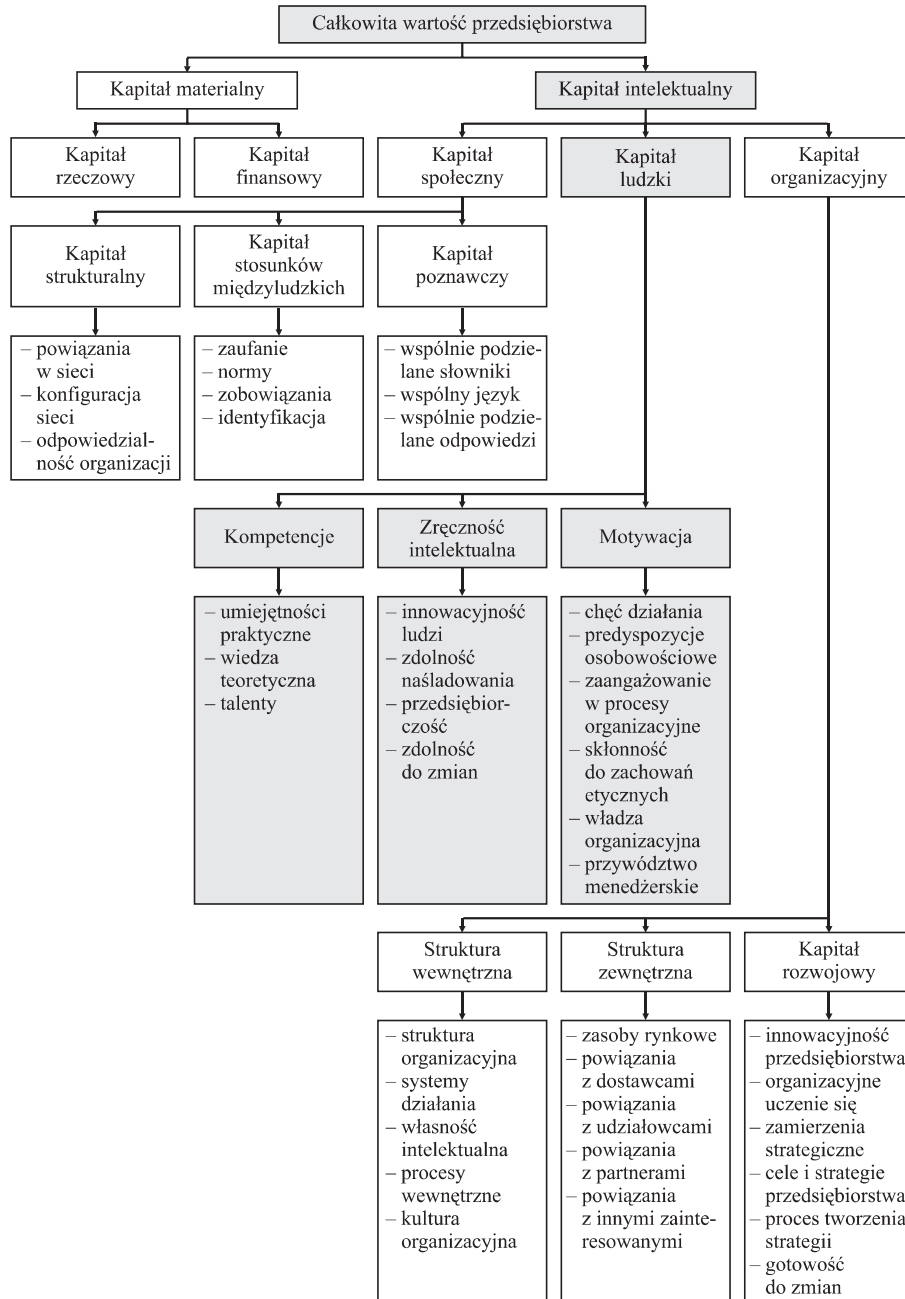 Całkowita wartość przedsiębiorstwa
Kapitał materialny
Kapitał intelektualny
Kapitał
rzeczowy
Kapitał
finansowy
Kapitał
społeczny
Kapitał
ludzki
Kapitał
organizacyjny
Kapitał
strukturalny
Kapitał
stosunków
międzyludzkich
Kapitał
poznawczy
– powiązania
w sieci
– konfiguracja
sieci
– odpowiedzial-
ność organizacji
– zaufanie
– normy
– zobowiązania
– identyfikacja
– wspólnie podzie-
lane słowniki
– wspólny język
– wspólnie podzie-
lane odpowiedzi
Kompetencje
Zręczność
intelektualna
Motywacja
– umiejętności
praktyczne
– wiedza
teoretyczna
– talenty
– innowacyjność
ludzi
– zdolność
naśladowania
– przedsiębior-
czość
– zdolność
do zmian
– chęć działania
– predyspozycje
osobowościowe
– zaangażowanie
w procesy
organizacyjne
– skłonność
do zachowań
etycznych
– władza
organizacyjna
– przywództwo
menedżerskie
Struktura
wewnętrzna
Struktura
zewnętrzna
Kapitał
rozwojowy
– struktura
organizacyjna
– systemy
działania
– własność
intelektualna
– procesy
wewnętrzne
– kultura
organizacyjna
– zasoby rynkowe
– powiązania
z dostawcami
– powiązania
z udziałowcami
– powiązania
z partnerami
– powiązania
z innymi zainte-
resowanymi
– innowacyjność
przedsiębiorstwa
– organizacyjne
uczenie się
– zamierzenia
strategiczne
– cele i strategie
przedsiębiorstwa
– proces tworzenia
strategii
– gotowość
do zmian